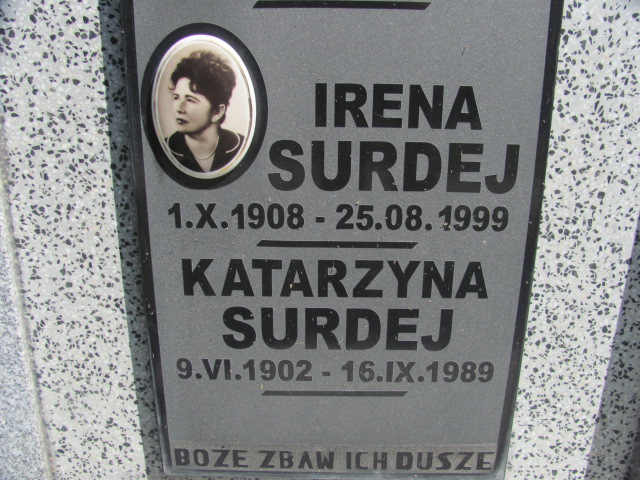 IRENA
SURDEJ
1.X.1908 - 25.08.1999
KATARZYNA
SURDEJ
9.VI.1902 - 16.IX.1989
BOŻE ZBAW ICH DUSZE